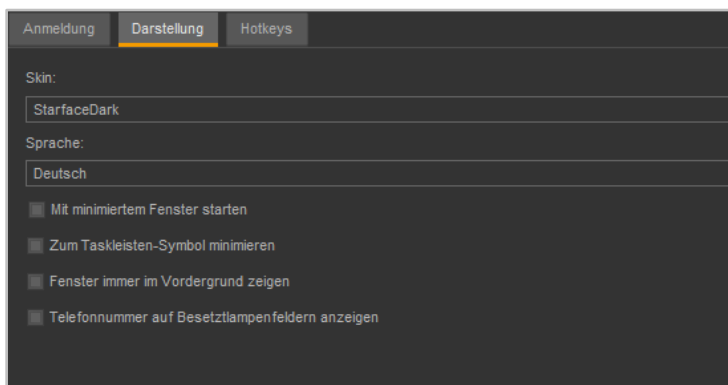 Anmeldung Darstellung Hotkeys
Skin:
StarfaceDark
Sprache:
Deutsch
Mit minimiertem Fenster starten
Zum Taskleisten-Symbol minimieren
Fenster immer im Vordergrund zeigen
Telefonnummer auf Besetztlampenfeldern anzeigen